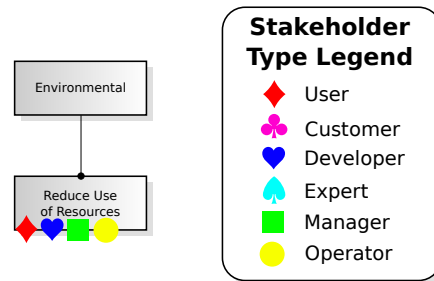 Environmental
Reduce Use
of Resources
Stakeholder
Type Legend
User
Customer
Developer
Expert
Manager
Operator